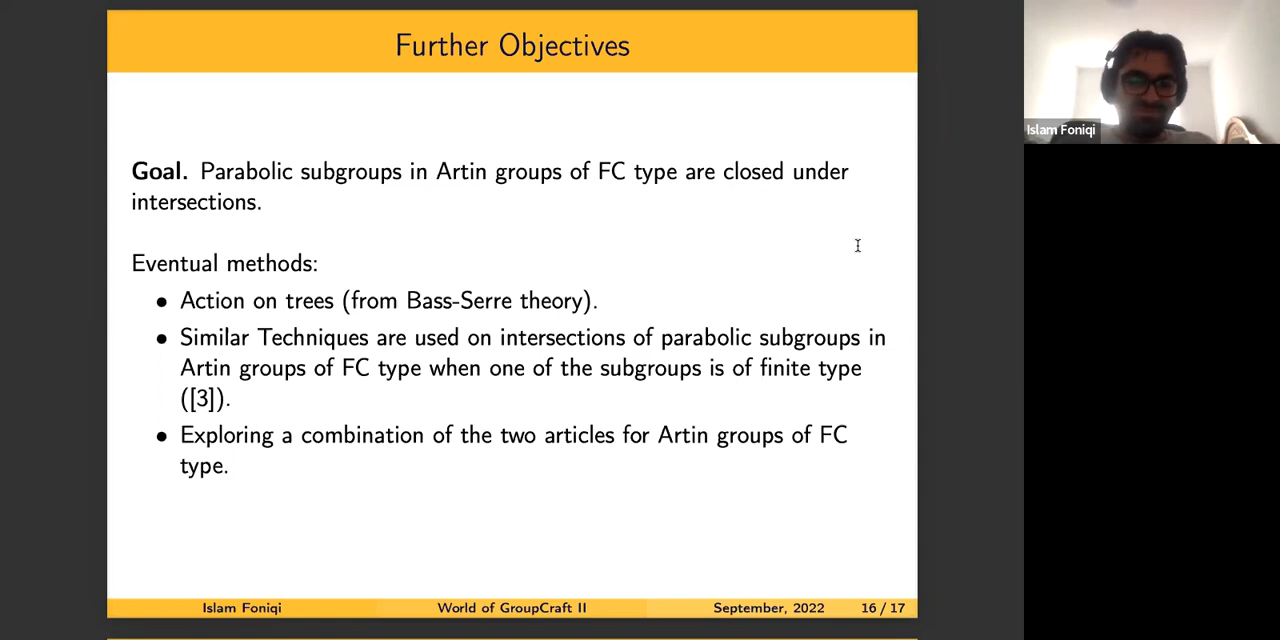 Further Objectives
Islam Foniqi
Goal. Parabolic subgroups in Artin groups of FC type are closed under
intersections.
Eventual methods:
• Action on trees (from Bass-Serre theory).
• Similar Techniques are used on intersections of parabolic subgroups in
Artin groups of FC type when one of the subgroups is of finite type
([3]).
• Exploring a combination of the two articles for Artin groups of FC
type.
Islam Foniqi World of GroupCraft II September, 2022 16 / 17